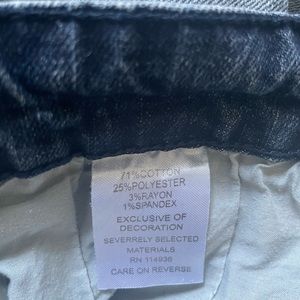 71%COTTON
25%POLYESTER
3%RAYON
1%SPANDEX
EXCLUSIVE OF
DECORATION
SEVERRELY SELECTED
MATERIALS
RN 114936
CARE ON REVERSE